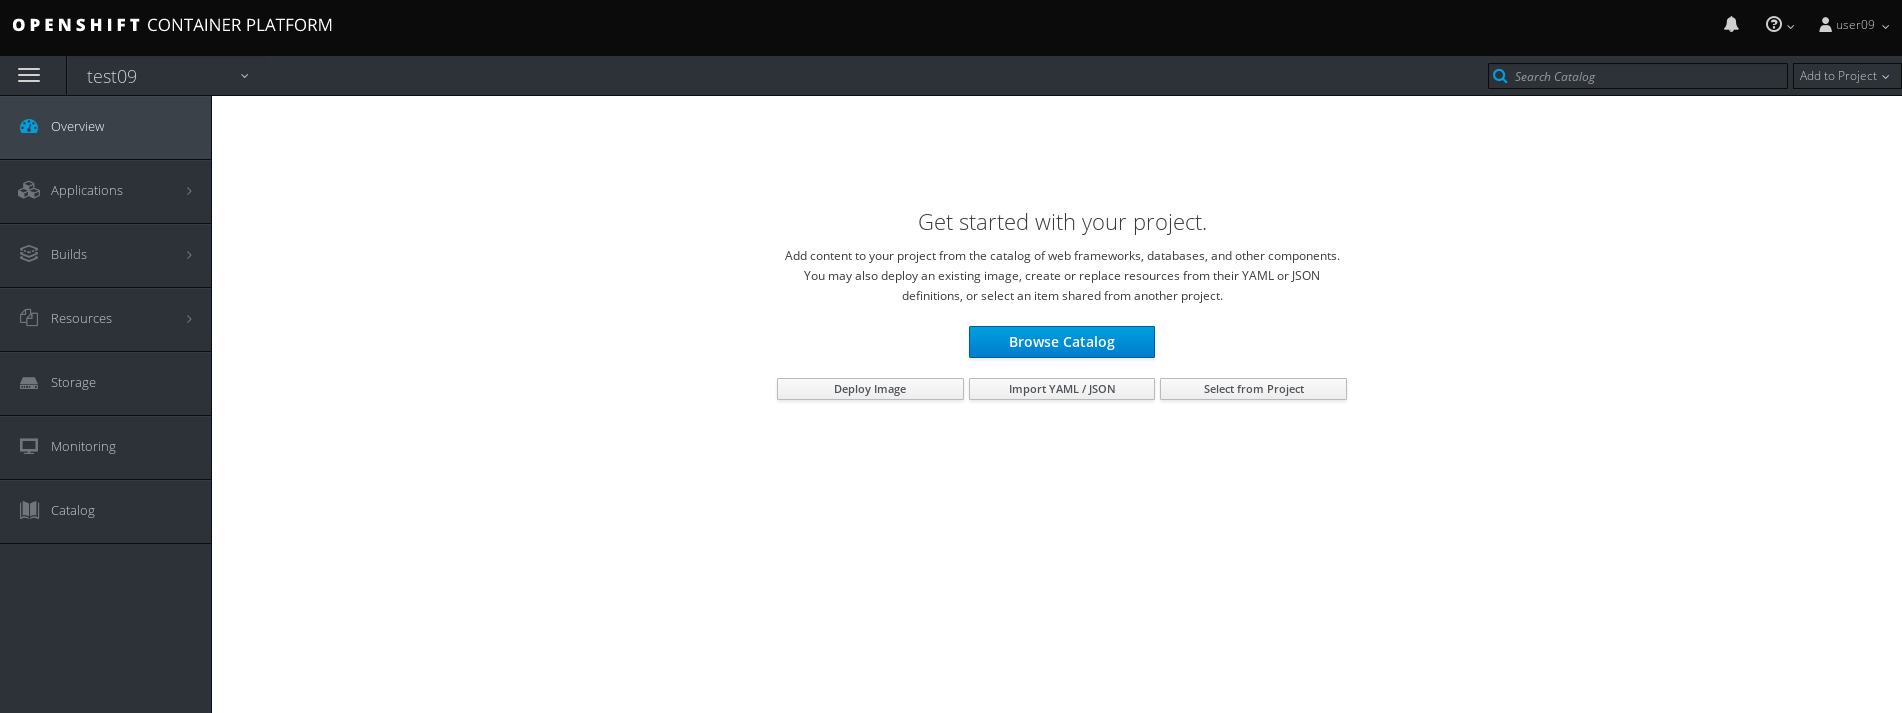 OPENSHIFT CONTAINER PLATFORM
user09
test09
Search Catalog
Add to Project
Overview
Applications
Builds
Resources
Storage
Monitoring
Catalog
Get started with your project.
Add content to your project from the catalog of web frameworks, databases, and other components.
You may also deploy an existing image, create or replace resources from their YAML or JSON
definitions, or select an item shared from another project.
Browse Catalog
Deploy Image
Import YAML / JSON
Select from Project